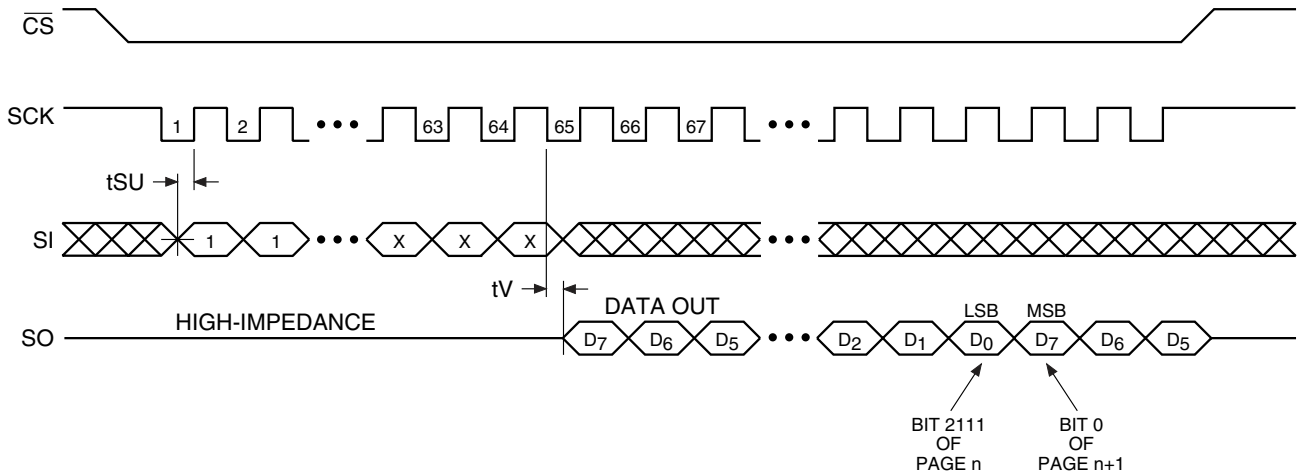 CS
SCK
1 2 ••• 63 64 65 66 67 •••
tSU
SI
1 1 ••• X X X •••
tV
DATA OUT
HIGH-IMPEDANCE
LSB MSB
SO
D7 D6 D5 ••• D2 D1 D0 D7 D6 D5
BIT 2111
OF
PAGE n
BIT 0
OF
PAGE n+1